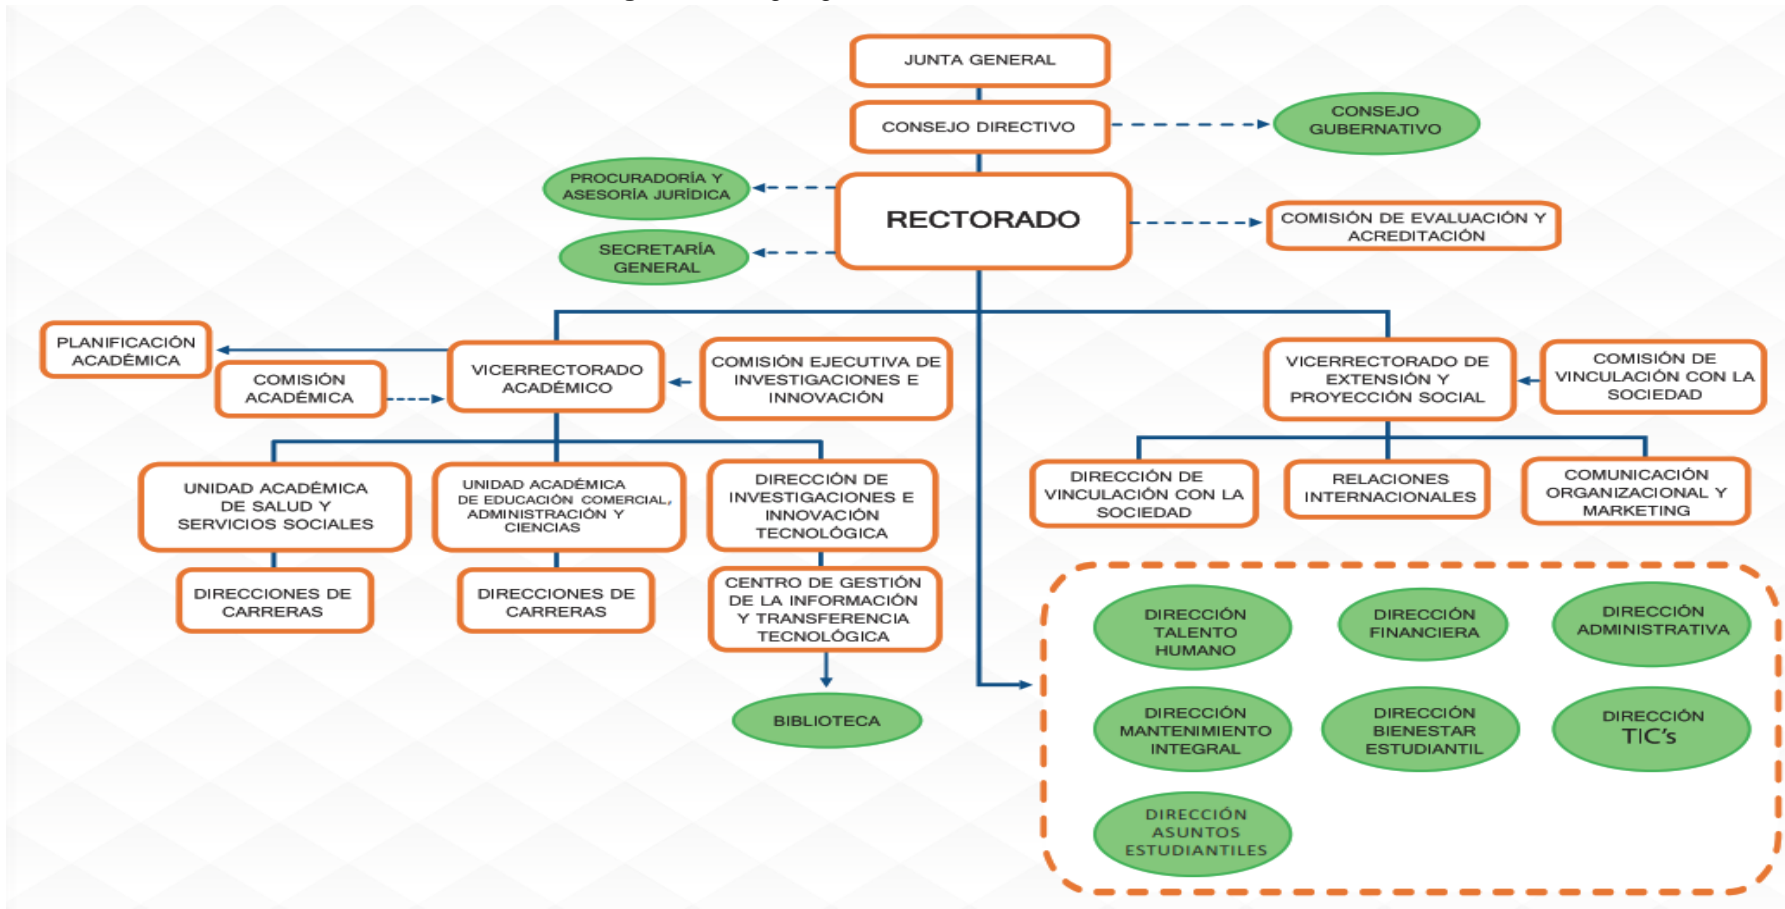 JUNTA GENERAL
CONSEJO DIRECTIVO
CONSEJO
GUBERNATIVO
PROCURADORÍA Y
ASESORÍA JURÍDICA
RECTORADO
COMISIÓN DE EVALUACIÓN Y
ACREDITACIÓN
SECRETARÍA
GENERAL
PLANIFICACIÓN
ACADÉMICA
COMISIÓN
ACADÉMICA
VICERRECTORADO
ACADÉMICO
COMISIÓN EJECUTIVA DE
INVESTIGACIONES E
INNOVACIÓN
VICERRECTORADO DE
EXTENSIÓN Y
PROYECCIÓN SOCIAL
COMISIÓN DE
VINCULACIÓN CON LA
SOCIEDAD
UNIDAD ACADÉMICA
DE SALUD Y
SERVICIOS SOCIALES
UNIDAD ACADÉMICA
DE EDUCACIÓN COMERCIAL,
ADMINISTRACIÓN Y
CIENCIAS
DIRECCIÓN DE
INVESTIGACIONES E
INNOVACIÓN
TECNOLÓGICA
DIRECCIÓN DE
VINCULACIÓN CON LA
SOCIEDAD
RELACIONES
INTERNACIONALES
COMUNICACIÓN
ORGANIZACIONAL Y
MARKETING
DIRECCIONES DE
CARRERAS
DIRECCIONES DE
CARRERAS
CENTRO DE GESTIÓN
DE LA INFORMACIÓN
Y TRANSFERENCIA
TECNOLÓGICA
BIBLIOTECA
DIRECCIÓN
TALENTO
HUMANO
DIRECCIÓN
FINANCIERA
DIRECCIÓN
ADMINISTRATIVA
DIRECCIÓN
MANTENIMIENTO
INTEGRAL
DIRECCIÓN
BIENESTAR
ESTUDIANTIL
DIRECCIÓN
TIC's
DIRECCIÓN
ASUNTOS
ESTUDIANTILES